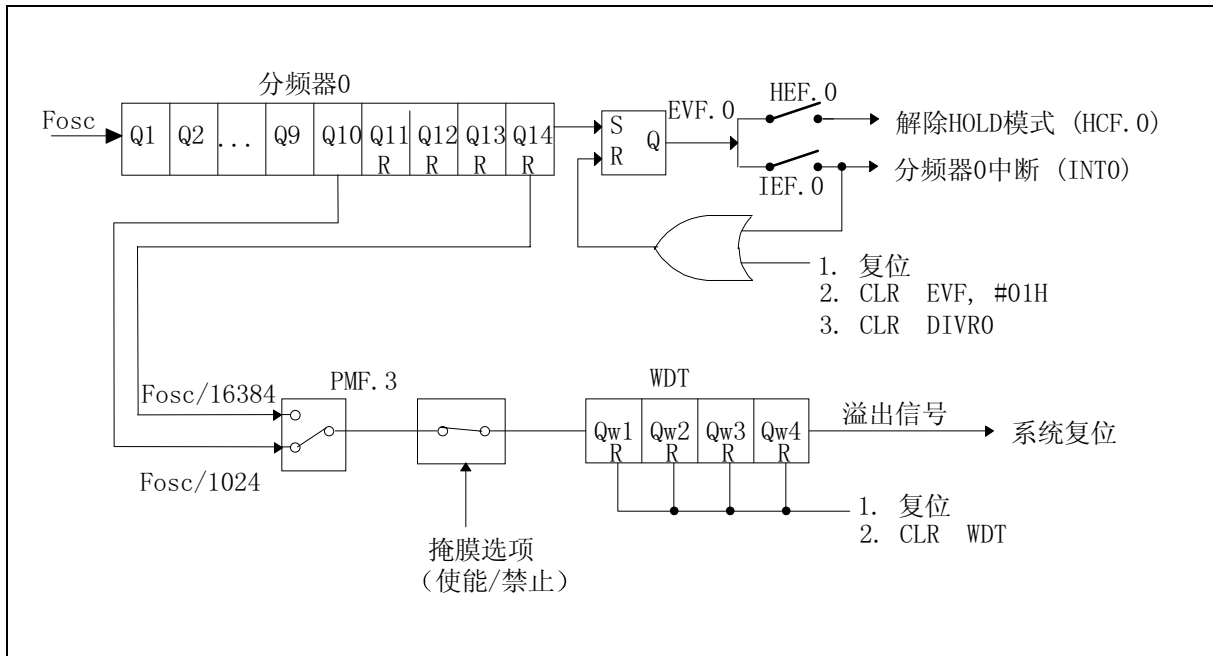 分频器0
Fosc
Q1 Q2 ... Q9 Q10 Q11 Q12 Q13 Q14
R R R R
S
R
Q
EVF.0
HEF.0
解除HOLD模式 (HCF.0)
IEF.0
分频器0中断 (INT0)
1. 复位
2. CLR EVF, #01H
3. CLR DIVR0
Fosc/16384
PMF.3
Fosc/1024
掩膜选项
(使能/禁止)
WDT
Qw1 Qw2 Qw3 Qw4
R R R R
溢出信号
系统复位
1. 复位
2. CLR WDT